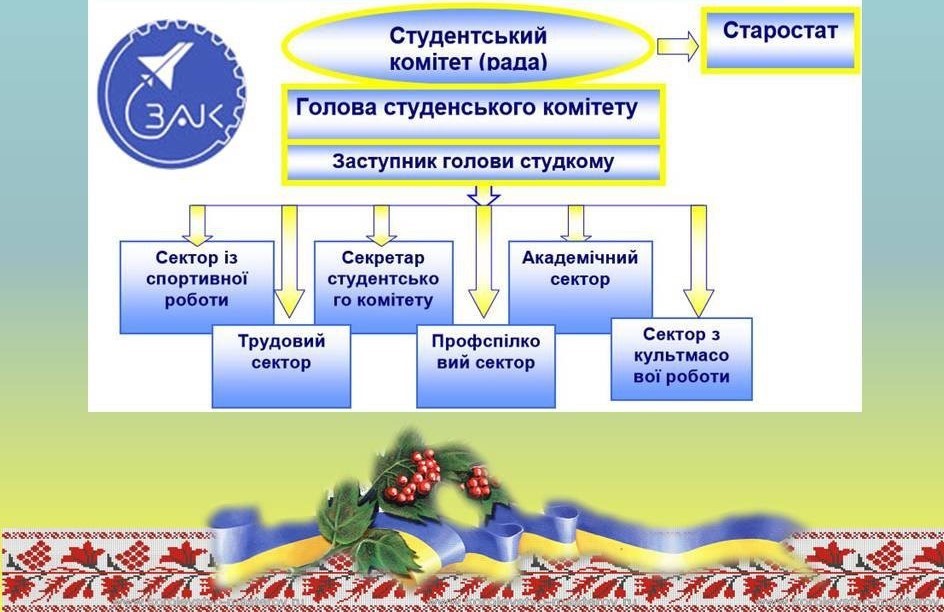 Студентський
комітет (рада)
Старостат
ЗАК
Голова студенського комітету
Заступник голови студкому
Сектор із
спортивної
роботи
Секретар
студентсько
го комітету
Академічний
сектор
Трудовий
сектор
Профспілко
вий сектор
Сектор з
культмасо
вої роботи